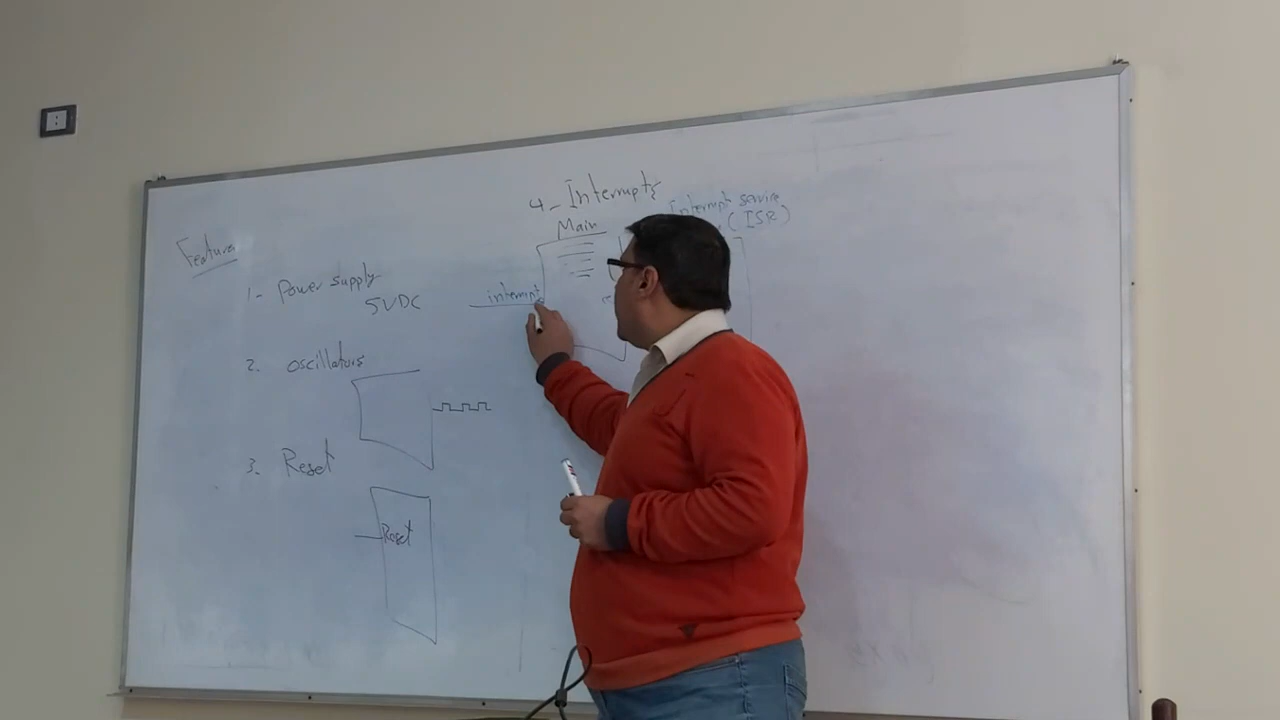 Features
1- Power supply
5VDC
2. oscillators
3. Reset
Reset
4- Interrupts
Main
interrupt
Interrupt service
(ISR)